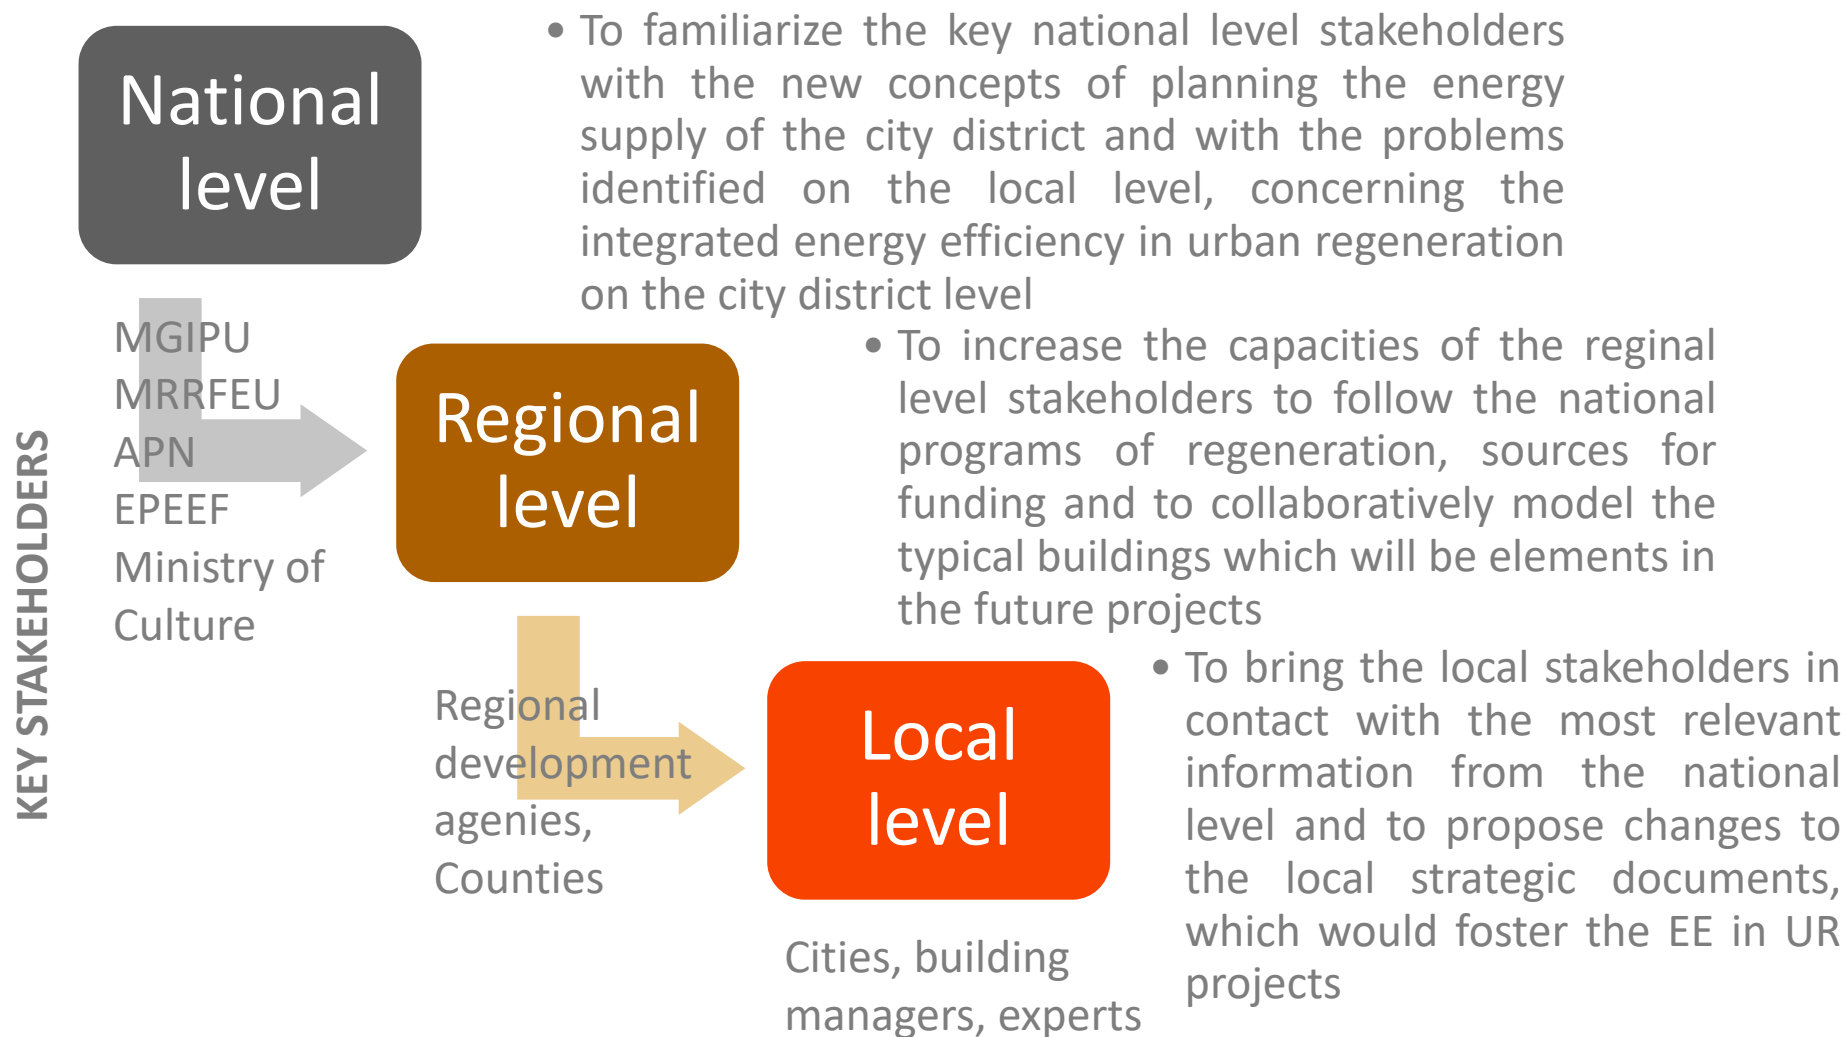 National
level
• To familiarize the key national level stakeholders
with the new concepts of planning the energy
supply of the city district and with the problems
identified on the local level, concerning the
integrated energy efficiency in urban regeneration
on the city district level
KEY STAKEHOLDERS
MGIPU
MRRFEU
APN
EPEEF
Ministry of
Culture
Regional
level
• To increase the capacities of the reginal
level stakeholders to follow the national
programs of regeneration, sources for
funding and to collaboratively model the
typical buildings which will be elements in
the future projects
Regional
development
agenies,
Counties
Local
level
• To bring the local stakeholders in
contact with the most relevant
information from the national
level and to propose changes to
the local strategic documents,
which would foster the EE in UR
projects
Cities, building
managers, experts